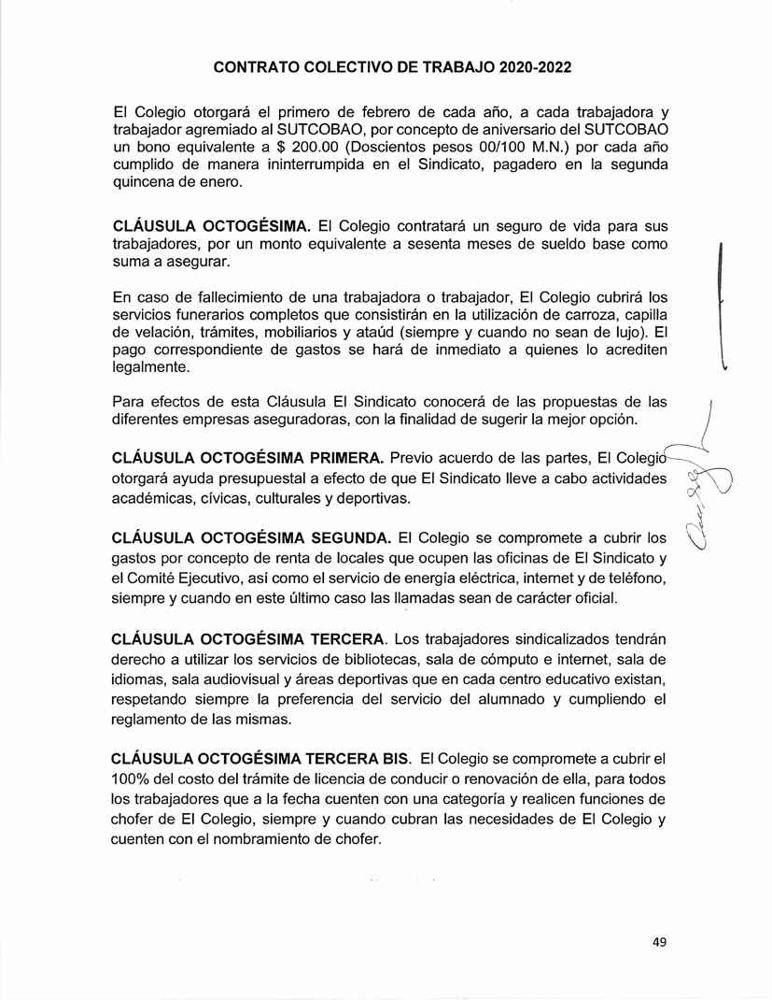 CONTRATO COLECTIVO DE TRABAJO 2020-2022
El Colegio otorgará el primero de febrero de cada año, a cada trabajadora y
trabajador agremiado al SUTCOBAO, por concepto de aniversario del SUTCOBAO
un bono equivalente a $ 200.00 (Doscientos pesos 00/100 M.N.) por cada año
cumplido de manera ininterrumpida en el Sindicato, pagadero en la segunda
quincena de enero.
CLÁUSULA OCTOGÉSIMA. El Colegio contratará un seguro de vida para sus
trabajadores, por un monto equivalente a sesenta meses de sueldo base como
suma a asegurar.
En caso de fallecimiento de una trabajadora o trabajador, El Colegio cubrirá los
servicios funerarios completos que consistirán en la utilización de carroza, capilla
de velación, trámites, mobiliarios y ataúd (siempre y cuando no sean de lujo). El
pago correspondiente de gastos se hará de inmediato a quienes lo acrediten
legalmente.
Para efectos de esta Cláusula El Sindicato conocerá de las propuestas de las
diferentes empresas aseguradoras, con la finalidad de sugerir la mejor opción.
CLÁUSULA OCTOGÉSIMA PRIMERA. Previo acuerdo de las partes, El Colegio
otorgará ayuda presupuestal a efecto de que El Sindicato lleve a cabo actividades
académicas, cívicas, culturales y deportivas.
CLÁUSULA OCTOGÉSIMA SEGUNDA. El Colegio se compromete a cubrir los
gastos por concepto de renta de locales que ocupen las oficinas de El Sindicato y
el Comité Ejecutivo, así como el servicio de energía eléctrica, internet y de teléfono,
siempre y cuando en este último caso las llamadas sean de carácter oficial.
CLÁUSULA OCTOGÉSIMA TERCERA. Los trabajadores sindicalizados tendrán
derecho a utilizar los servicios de bibliotecas, sala de cómputo e internet, sala de
idiomas, sala audiovisual y áreas deportivas que en cada centro educativo existan,
respetando siempre la preferencia del servicio del alumnado y cumpliendo el
reglamento de las mismas.
CLÁUSULA OCTOGÉSIMA TERCERA BIS. El Colegio se compromete a cubrir el
100% del costo del trámite de licencia de conducir o renovación de ella, para todos
los trabajadores que a la fecha cuenten con una categoría y realicen funciones de
chofer de El Colegio, siempre y cuando cubran las necesidades de El Colegio y
cuenten con el nombramiento de chofer.
49